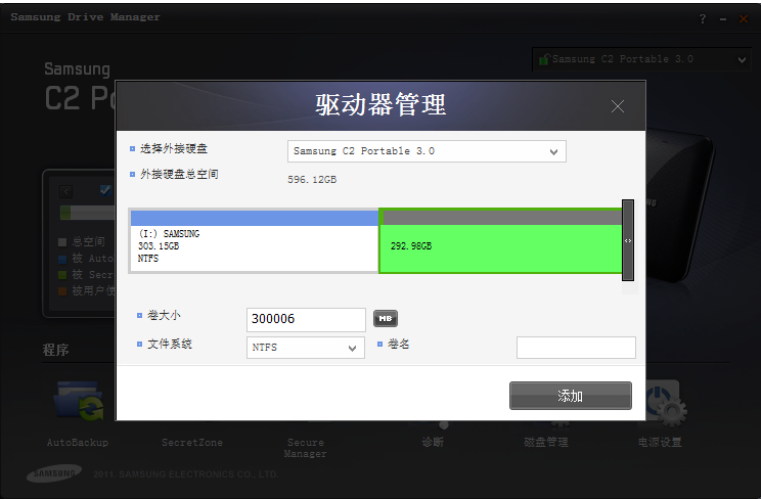 Samsung Drive Manager
? - ×
Samsung
Samsung C2 Portable 3.0
驱动器管理
选择外接硬盘
Samsung C2 Portable 3.0
外接硬盘总空间
596.12GB
(I:) SAMSUNG
303.15GB
NTFS
292.98GB
总空间
被 Auto
被 Secr
被用户使
卷大小
300006
MB
文件系统
NTFS
卷名
添加
程序
AutoBackup
SecretZone
Secure
Manager
诊断
磁盘管理
电源设置
SAMSUNG 2011. SAMSUNG ELECTRONICS CO., LTD.